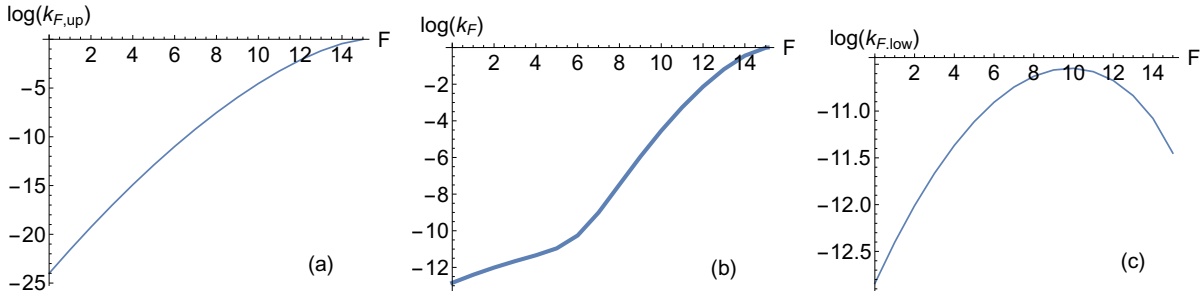 log(k_F,up)
F
2 4 6 8 10 12 14
−5
−10
−15
−20
−25
(a)
log(k_F)
F
2 4 6 8 10 12 14
−2
−4
−6
−8
−10
−12
(b)
log(k_F.low)
F
2 4 6 8 10 12 14
−11.0
−11.5
−12.0
−12.5
(c)